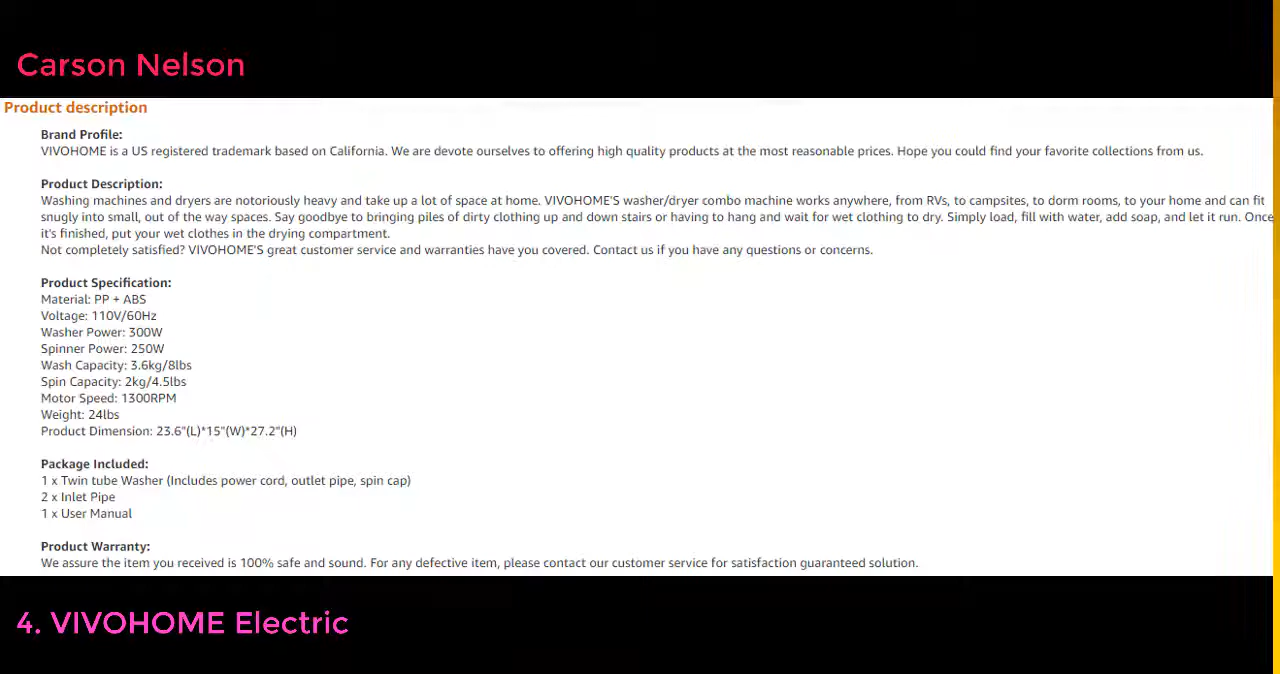 Carson Nelson
Product description
Brand Profile:
VIVOHOME is a US registered trademark based on California. We are devote ourselves to offering high quality products at the most reasonable prices. Hope you could find your favorite collections from us.
Product Description:
Washing machines and dryers are notoriously heavy and take up a lot of space at home. VIVOHOME'S washer/dryer combo machine works anywhere, from RVs, to campsites, to dorm rooms, to your home and can fit
snugly into small, out of the way spaces. Say goodbye to bringing piles of dirty clothing up and down stairs or having to hang and wait for wet clothing to dry. Simply load, fill with water, add soap, and let it run. Once
it's finished, put your wet clothes in the drying compartment.
Not completely satisfied? VIVOHOME'S great customer service and warranties have you covered. Contact us if you have any questions or concerns.
Product Specification:
Material: PP + ABS
Voltage: 110V/60Hz
Washer Power: 300W
Spinner Power: 250W
Wash Capacity: 3.6kg/8lbs
Spin Capacity: 2kg/4.5lbs
Motor Speed: 1300RPM
Weight: 24lbs
Product Dimension: 23.6"(L)*15"(W)*27.2"(H)
Package Included:
1 x Twin tube Washer (Includes power cord, outlet pipe, spin cap)
2 x Inlet Pipe
1 x User Manual
Product Warranty:
We assure the item you received is 100% safe and sound. For any defective item, please contact our customer service for satisfaction guaranteed solution.
4. VIVOHOME Electric